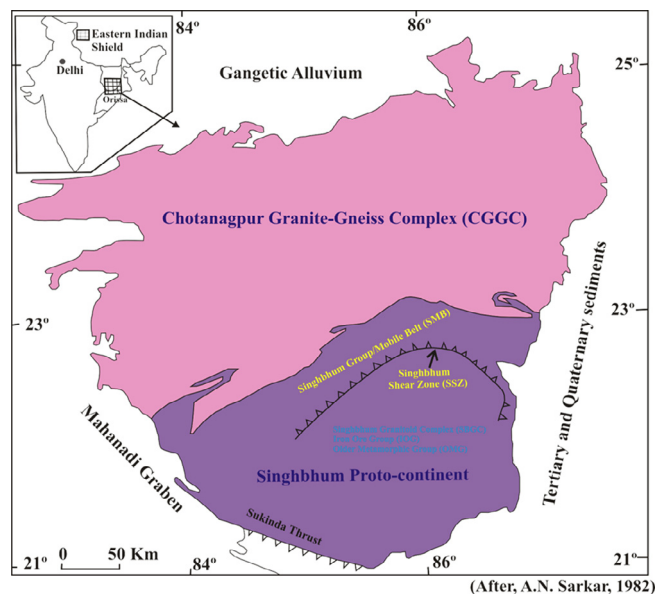 84°
86°
Eastern Indian
Shield
Delhi
Orissa
Gangetic Alluvium
25°
Chotanagpur Granite-Gneiss Complex (CGGC)
23°
23°
Singhbhum Group/Mobile Belt (SMB)
Singhbhum
Shear Zone (SSZ)
Tertiary and Quaternary sediments
Mahanadi Graben
Singhbhum Proto-continent
Sukinda Thrust
21°
0 50 Km
84°
86°
21°
(After, A.N. Sarkar, 1982)